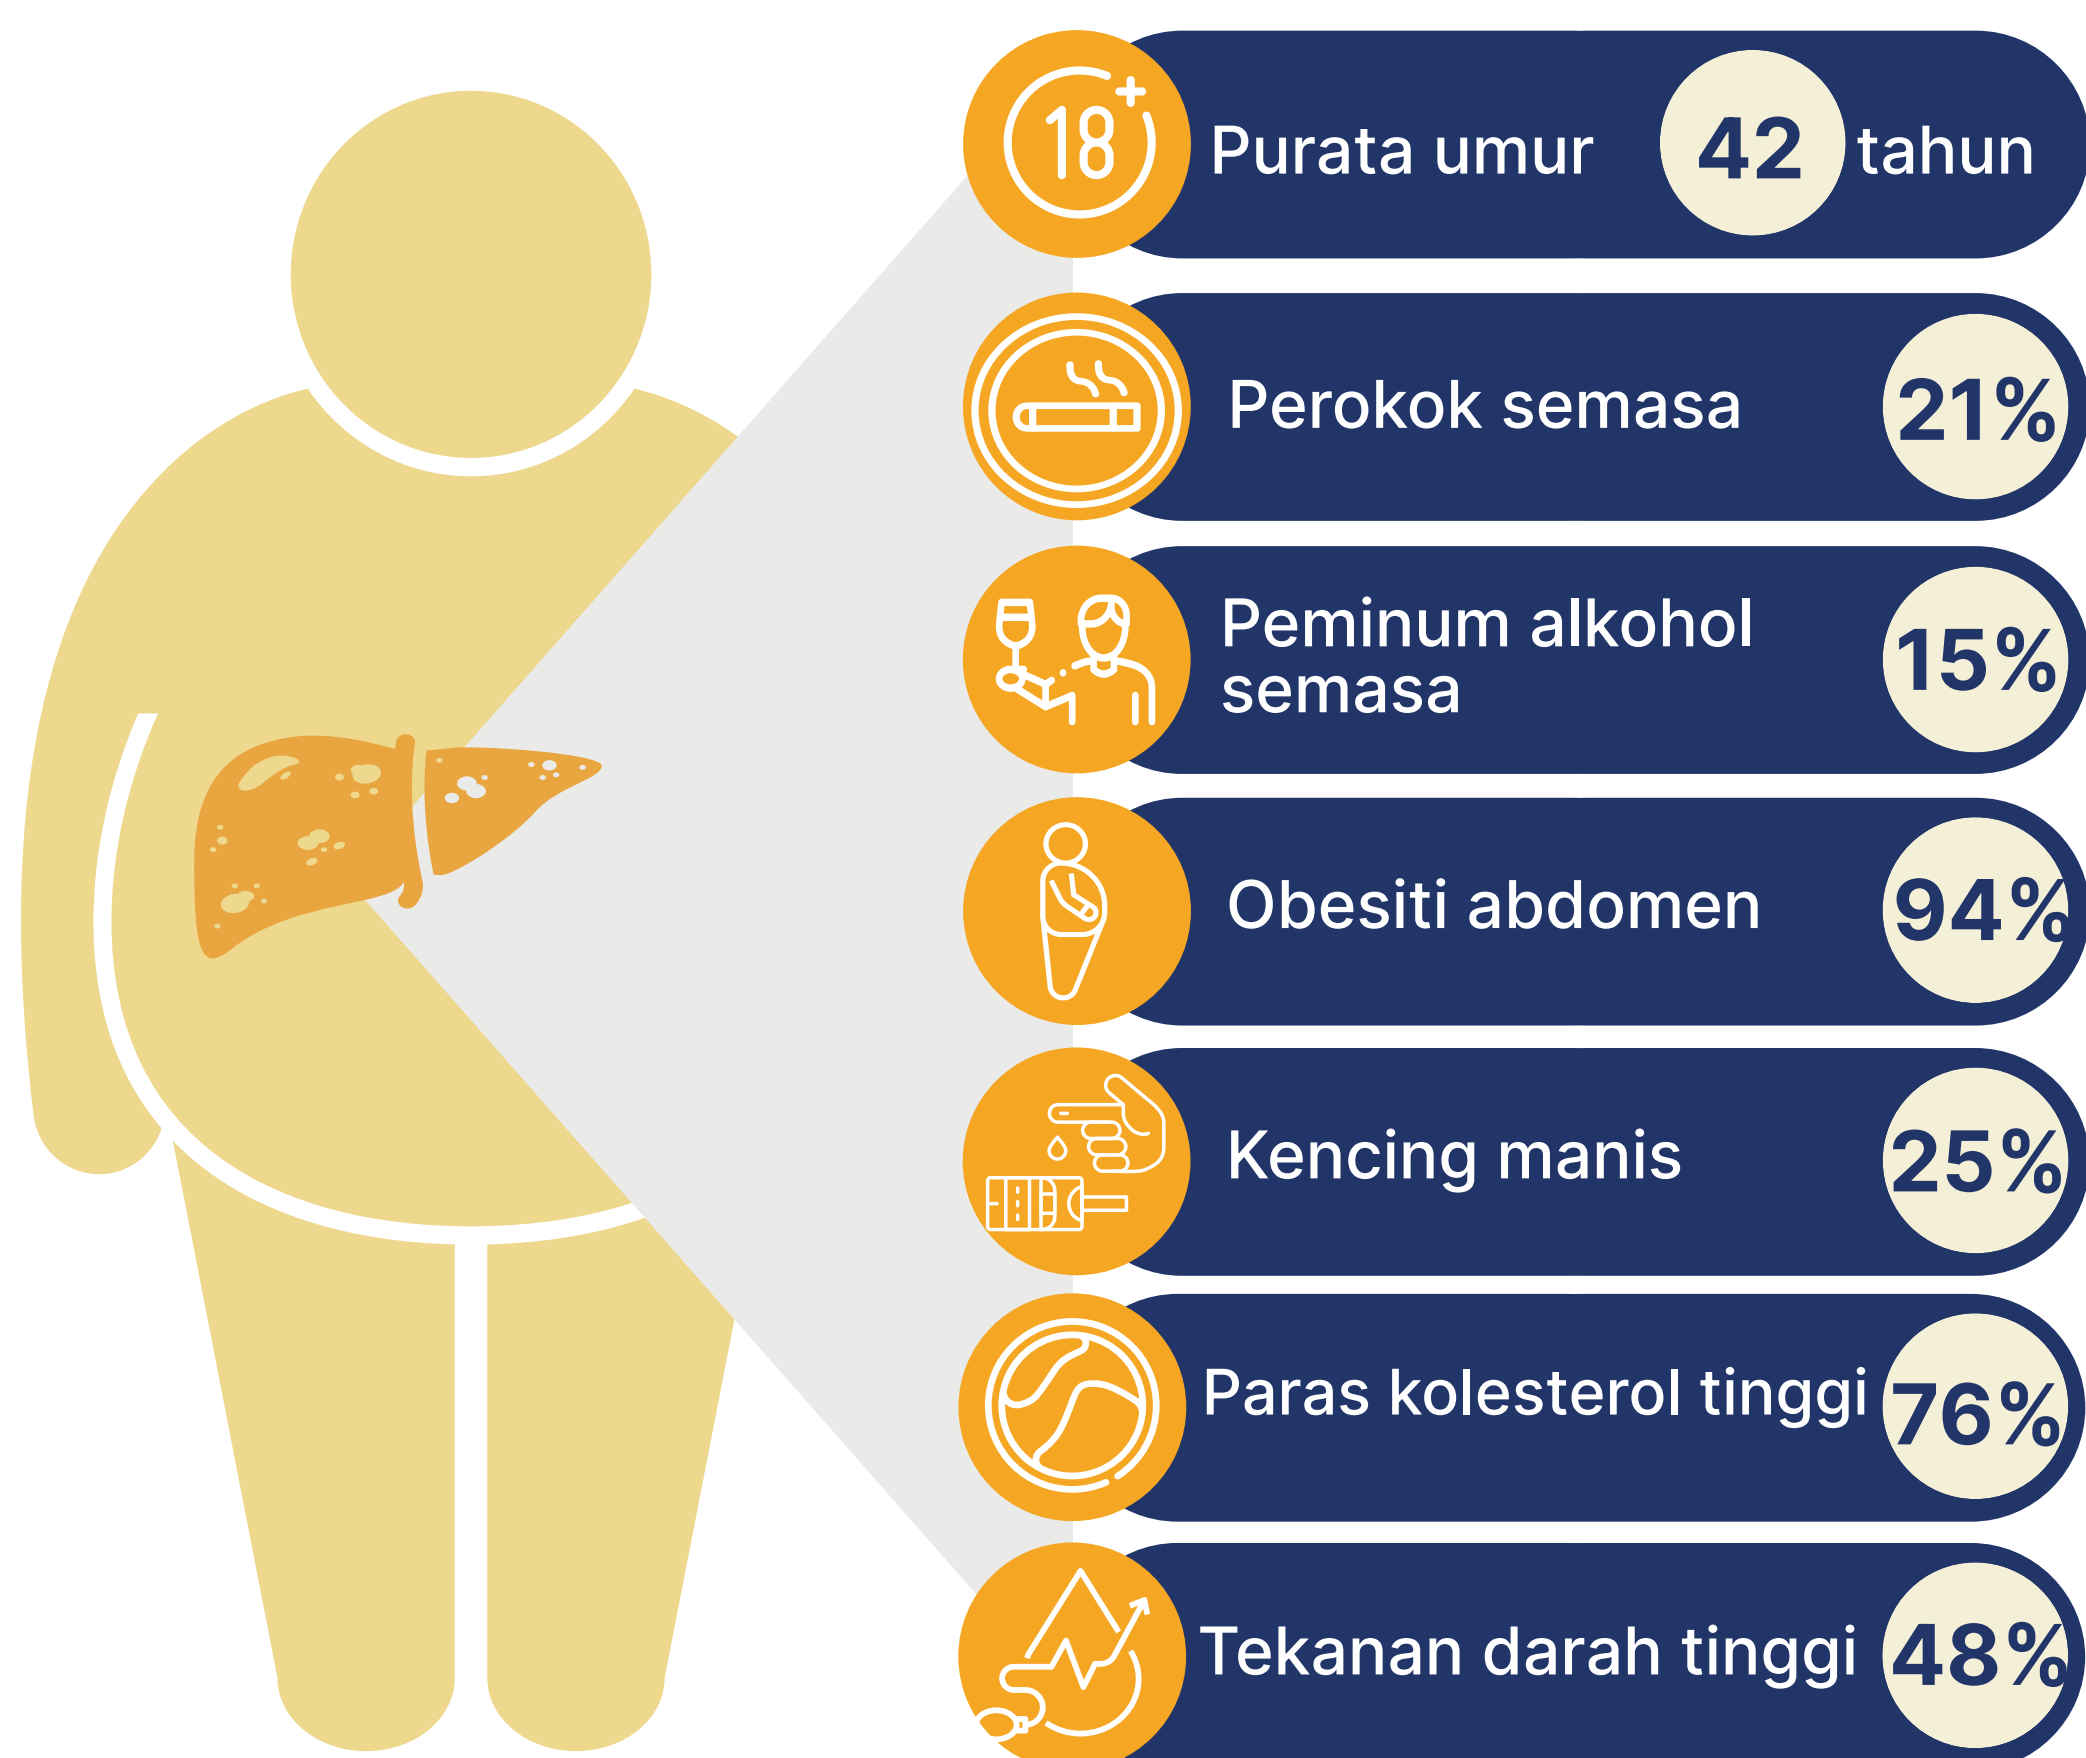 18+
Purata umur 42 tahun
Perokok semasa 21%
Peminum alkohol
semasa 15%
Obesiti abdomen 94%
Kencing manis 25%
Paras kolesterol tinggi 76%
Tekanan darah tinggi 48%